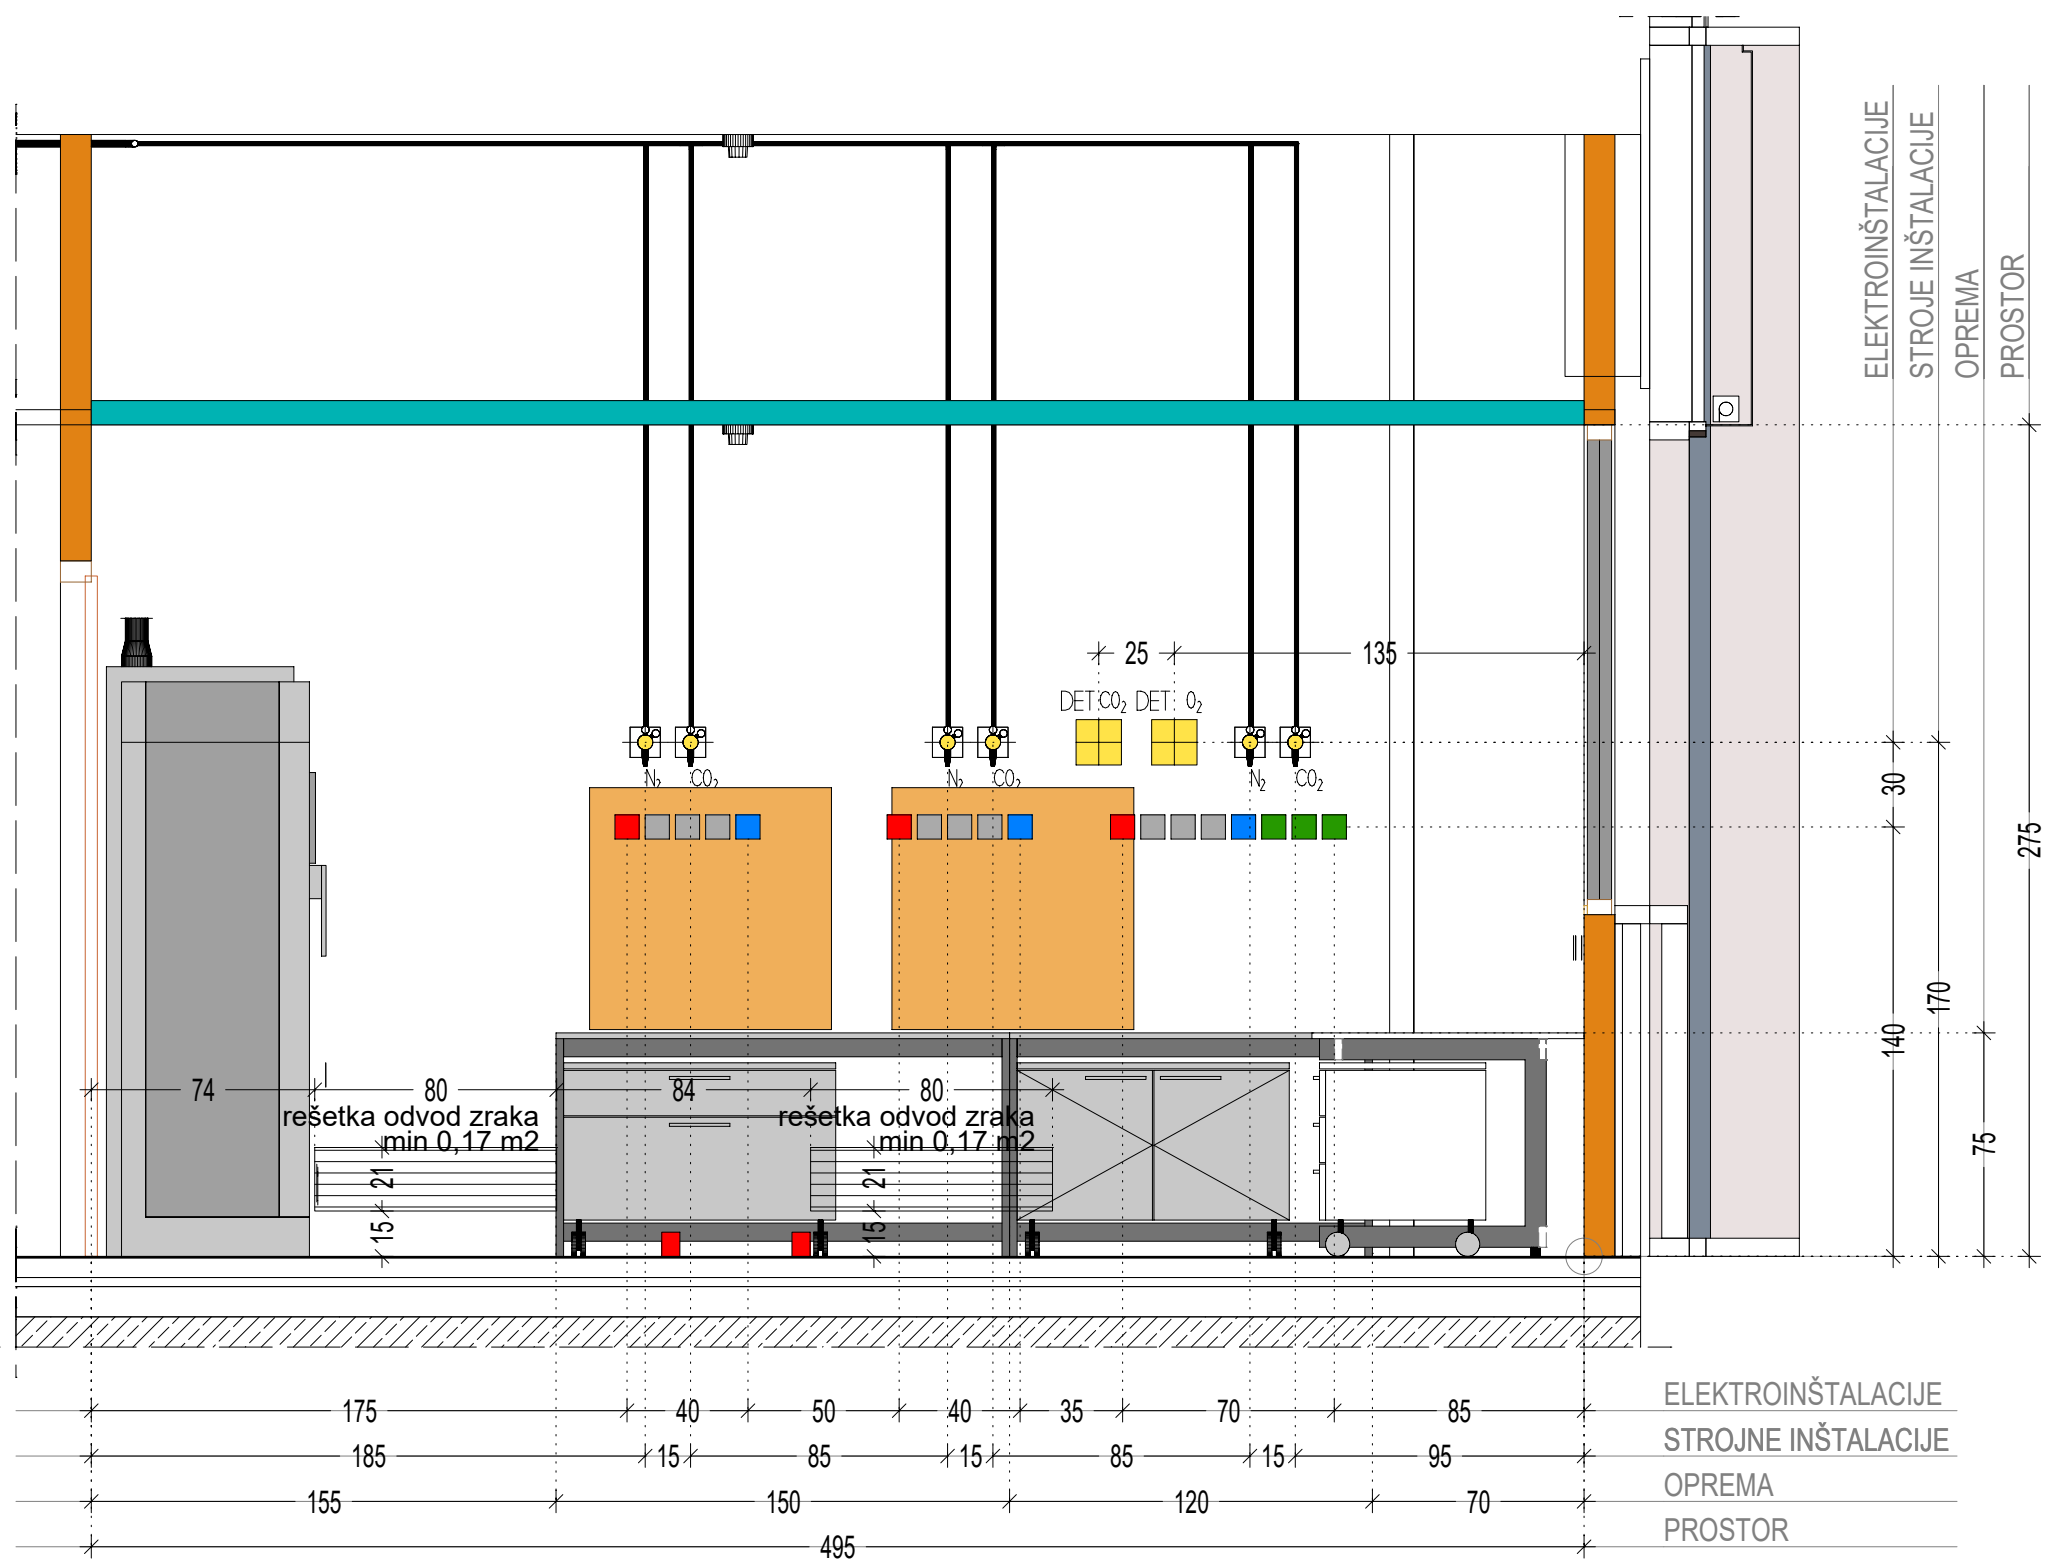 ELEKTROINŠTALACIJE
STROJE INŠTALACIJE
OPREMA
PROSTOR
25
135
DET CO₂
DET O₂
N₂
CO₂
N₂
CO₂
N₂
CO₂
30
275
170
140
75
74
80
84
80
rešetka odvod zraka
min 0,17 m2
rešetka odvod zraka
min 0,17 m2
21
21
15
15
175
40
50
40
35
70
85
ELEKTROINŠTALACIJE
185
15
85
15
85
15
95
STROJNE INŠTALACIJE
155
150
120
70
OPREMA
495
PROSTOR